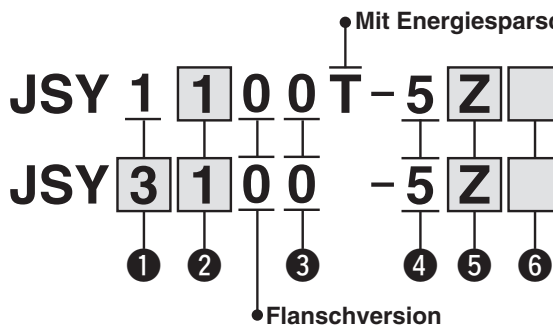 Mit Energiespars
JSY 1 1 0 0 T - 5 Z
JSY 3 1 0 0 - 5 Z
1 2 3 4 5 6
Flanschversion